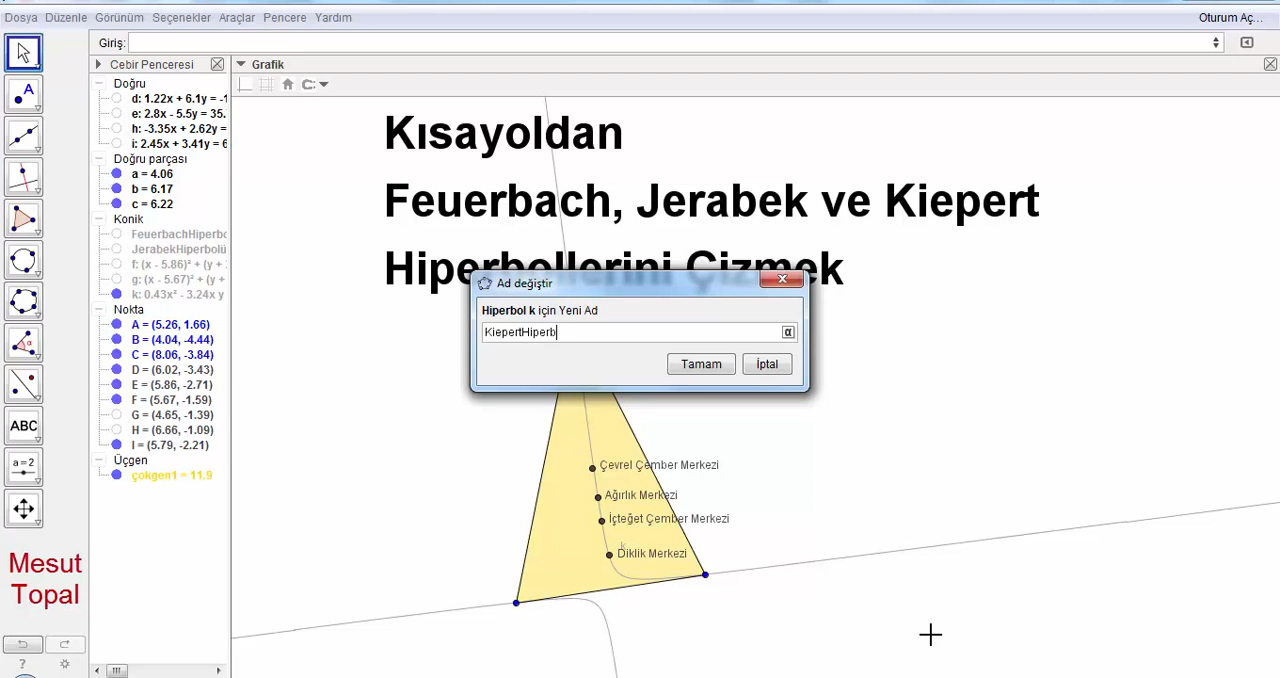 Dosya Düzenle Görünüm Seçenekler Araçlar Pencere Yardım
Oturum Aç...
Giriş:
Cebir Penceresi
Grafik
Doğru
d: 1.22x + 6.1y = -1
e: 2.8x - 5.5y = 35.
h: -3.35x + 2.62y =
i: 2.45x + 3.41y = 6
Doğru parçası
a = 4.06
b = 6.17
c = 6.22
Konik
FeuerbachHiperbo
JerabekHiperbolü
f: (x - 5.86)² + (y +
g: (x - 5.67)² + (y +
k: 0.43x² - 3.24x y
Nokta
A = (5.26, 1.66)
B = (4.04, -4.44)
C = (8.06, -3.84)
D = (6.02, -3.43)
E = (5.86, -2.71)
F = (5.67, -1.59)
G = (4.65, -1.39)
H = (6.66, -1.09)
I = (5.79, -2.21)
Üçgen
çokgen1 = 11.9
A
ABC
a=2
Mesut
Topal
Kısayoldan
Feuerbach, Jerabek ve Kiepert
Hiperbollerini Çizmek
Ad değiştir
Hiperbol k için Yeni Ad
KiepertHiperb
α
Tamam İptal
Çevrel Çember Merkezi
Ağırlık Merkezi
İçteğet Çember Merkezi
k
Diklik Merkezi